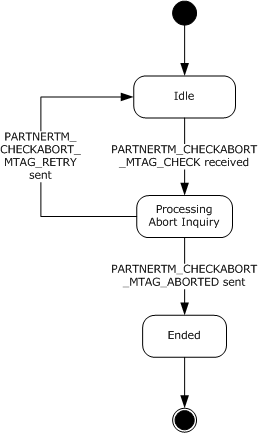 Idle
PARTNERTM_
CHECKABORT_
MTAG_RETRY
sent
PARTNERTM_CHECKABORT
_MTAG_CHECK received
Processing
Abort Inquiry
PARTNERTM_CHECKABORT
_MTAG_ABORTED sent
Ended